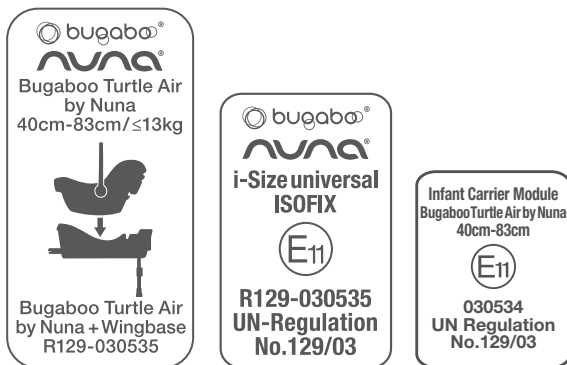 bugaboo®
nuna®
Bugaboo Turtle Air
by Nuna
40cm-83cm/≤13kg
Bugaboo Turtle Air
by Nuna + Wingbase
R129-030535
bugaboo®
nuna®
i-Size universal
ISOFIX
E11
R129-030535
UN-Regulation
No.129/03
Infant Carrier Module
Bugaboo Turtle Air by Nuna
40cm-83cm
E11
030534
UN Regulation
No.129/03